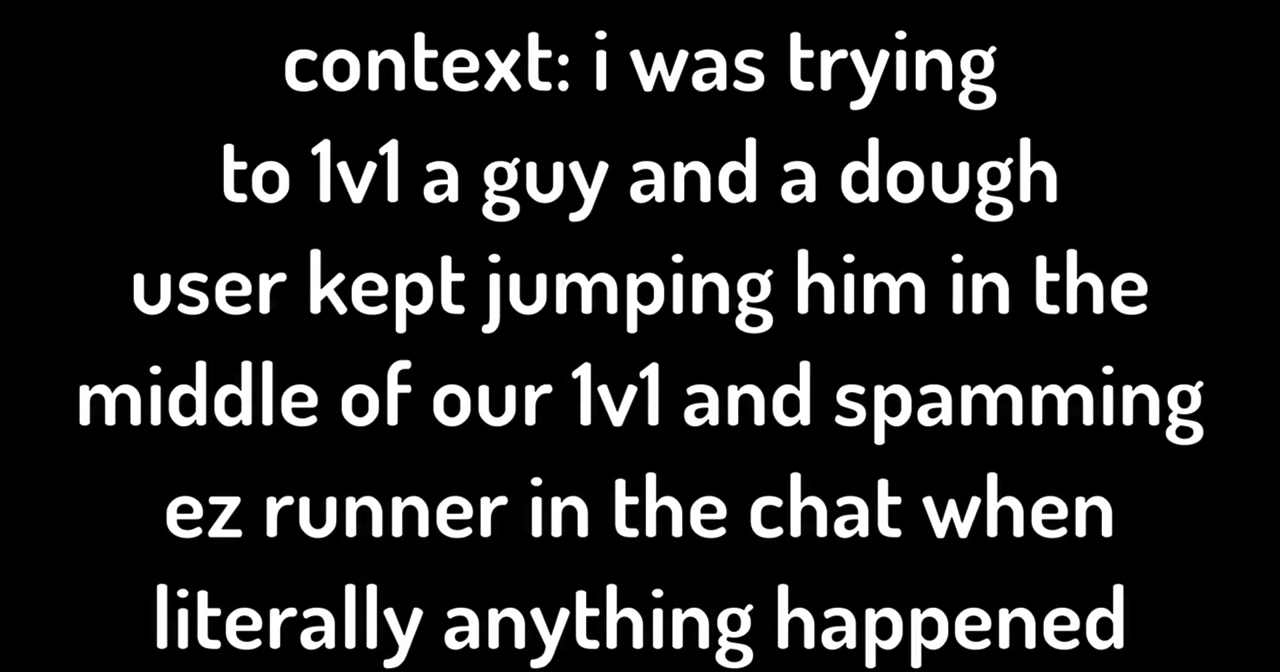 context: i was trying
to 1v1 a guy and a dough
user kept jumping him in the
middle of our 1v1 and spamming
ez runner in the chat when
literally anything happened